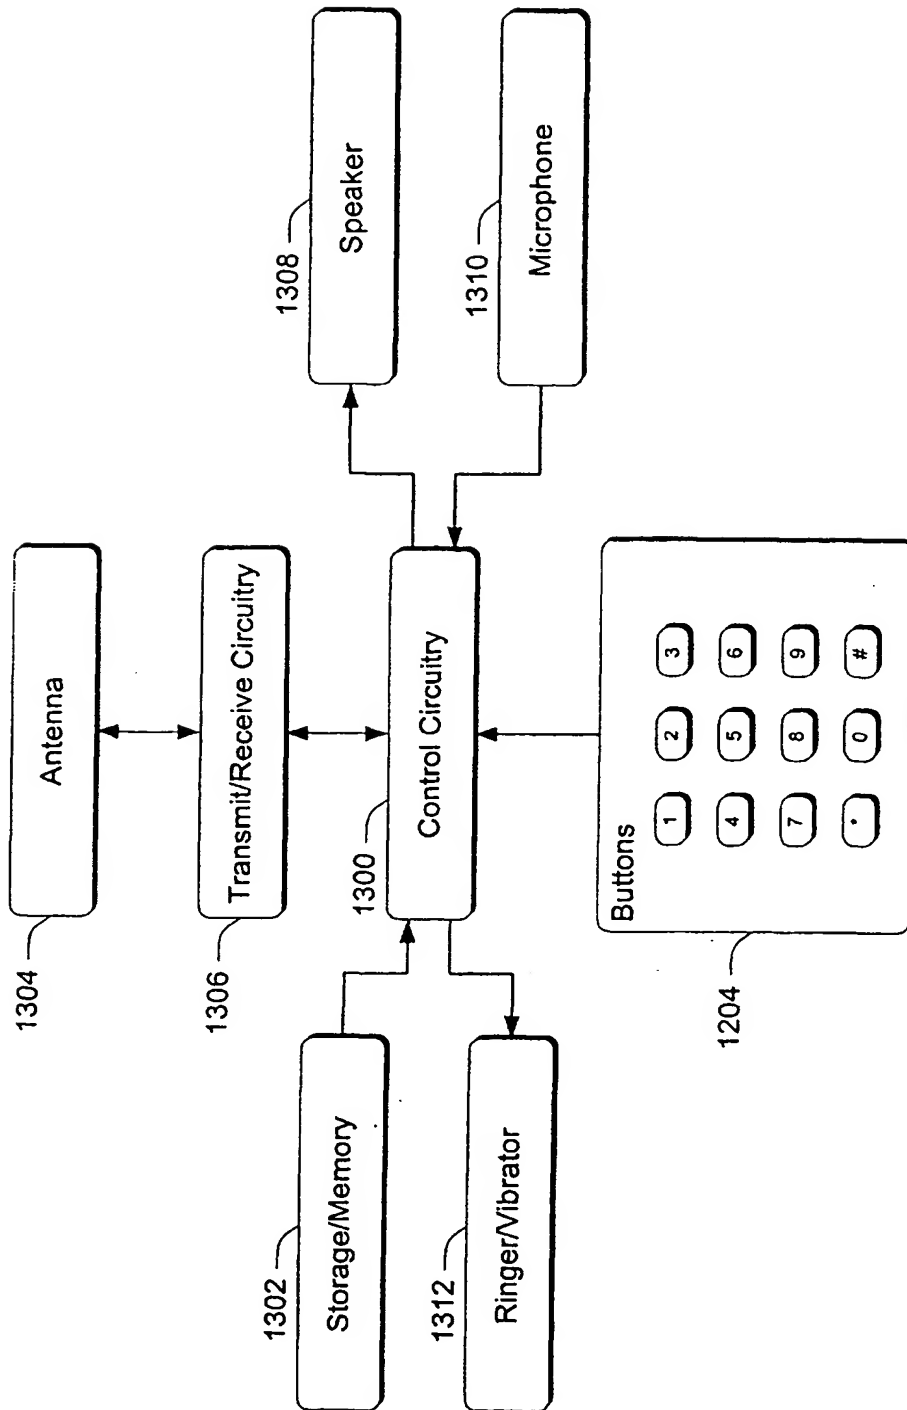 Antenna
1304
Transmit/Receive Circuitry
1306
Storage/Memory
1302
Control Circuitry
1300
Speaker
1308
Ringer/Vibrator
1312
Microphone
1310
Buttons
1 2 3
4 5 6
7 8 9
* 0 #
1204